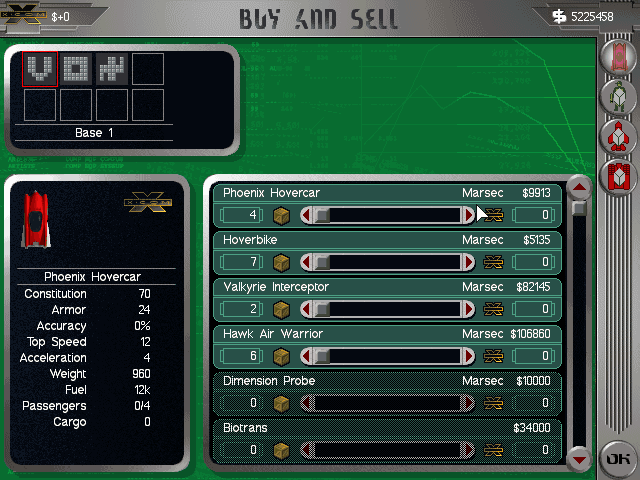 X-COM
$+0
BUY AND SELL
$ 5225458
Base 1
X-COM
Phoenix Hovercar
Constitution 70
Armor 24
Accuracy 0%
Top Speed 12
Acceleration 4
Weight 960
Fuel 12k
Passengers 0/4
Cargo 0
Phoenix Hovercar Marsec $9913
4 0
Hoverbike Marsec $5135
7 0
Valkyrie Interceptor Marsec $82145
2 0
Hawk Air Warrior Marsec $106860
6 0
Dimension Probe Marsec $10000
0 0
Biotrans $34000
0 0
OK